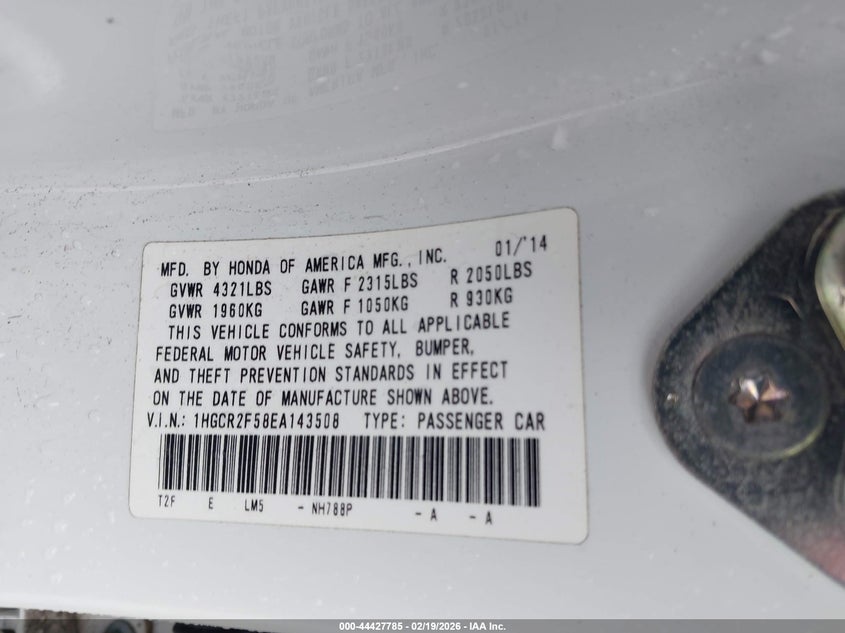 MFD. BY HONDA OF AMERICA MFG., INC. 01/'14
GVWR 4321LBS GAWR F 2315LBS R 2050LBS
GVWR 1960KG GAWR F 1050KG R 930KG
THIS VEHICLE CONFORMS TO ALL APPLICABLE
FEDERAL MOTOR VEHICLE SAFETY, BUMPER,
AND THEFT PREVENTION STANDARDS IN EFFECT
ON THE DATE OF MANUFACTURE SHOWN ABOVE.
V.I.N.: 1HGCR2F58EA143508 TYPE: PASSENGER CAR
T2F E LM5 - NH788P - A - A
000-44427785 - 02/19/2026 - IAA Inc.